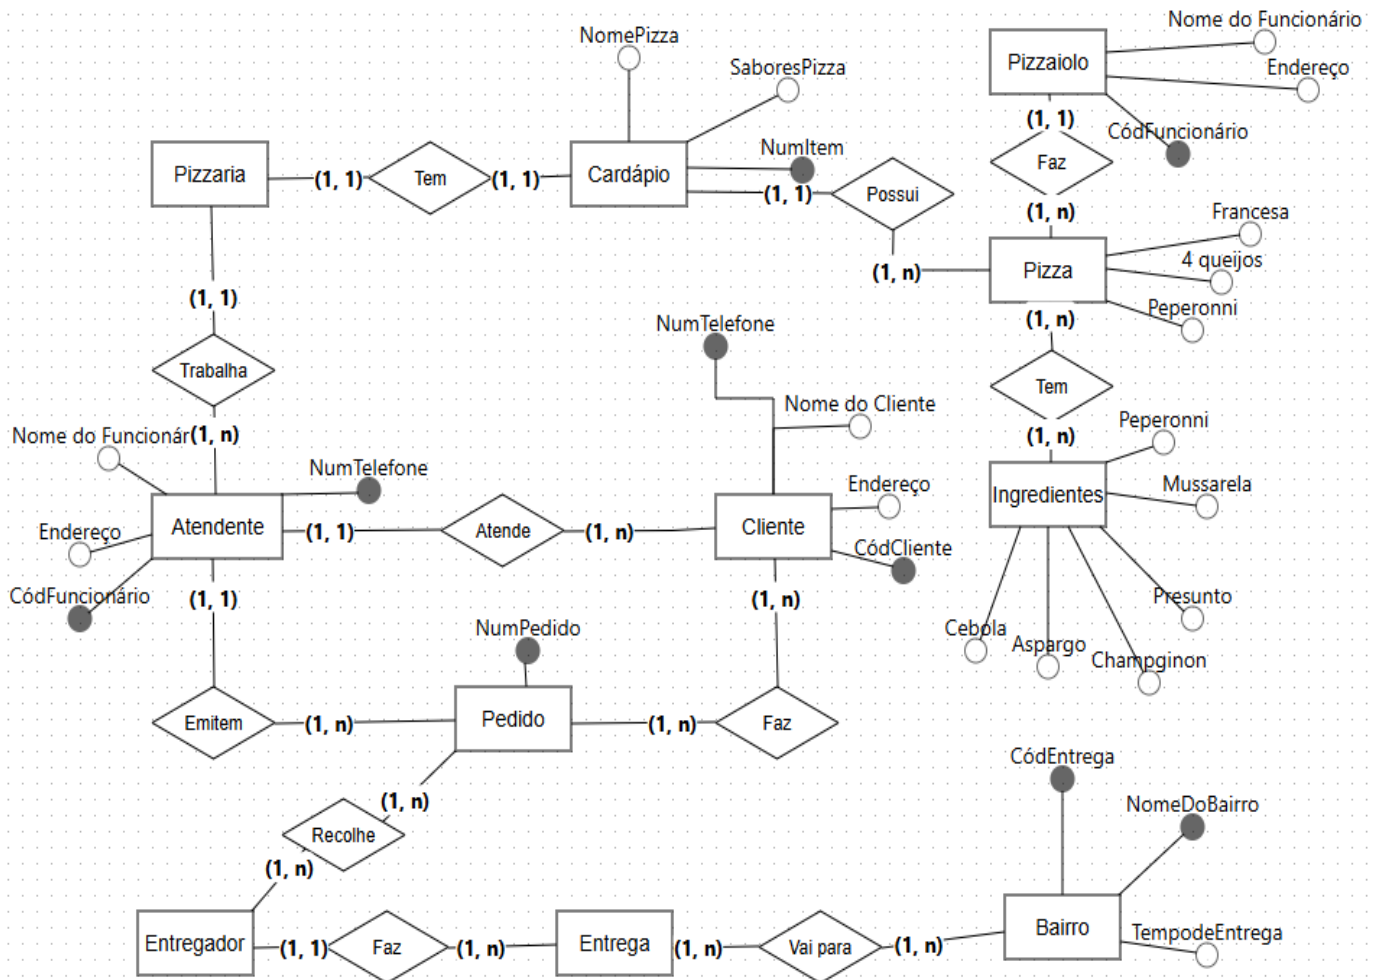 Nome do Funcionário
NomePizza
Pizzaiolo
SaboresPizza
Endereço
(1, 1)
CódFuncionário
NumItem
Faz
Pizzaria
(1, 1)
Tem
(1, 1)
Cardápio
(1, 1)
Possui
(1, n)
Francesa
4 queijos
(1, n)
Pizza
Peperonni
(1, 1)
(1, n)
NumTelefone
Trabalha
Tem
Nome do Cliente
Peperonni
Nome do Funcionár
(1, n)
(1, n)
NumTelefone
Endereço
Mussarela
Ingredientes
Endereço
Atendente
(1, 1)
Atende
(1, n)
Cliente
CódCliente
CódFuncionário
(1, 1)
(1, n)
Presunto
NumPedido
Cebola
Aspargo
Champginon
Emitem
(1, n)
Pedido
(1, n)
Faz
CódEntrega
(1, n)
NomeDoBairro
Recolhe
(1, n)
Entregador
(1, 1)
Faz
(1, n)
Entrega
(1, n)
Vai para
(1, n)
Bairro
TempodeEntrega